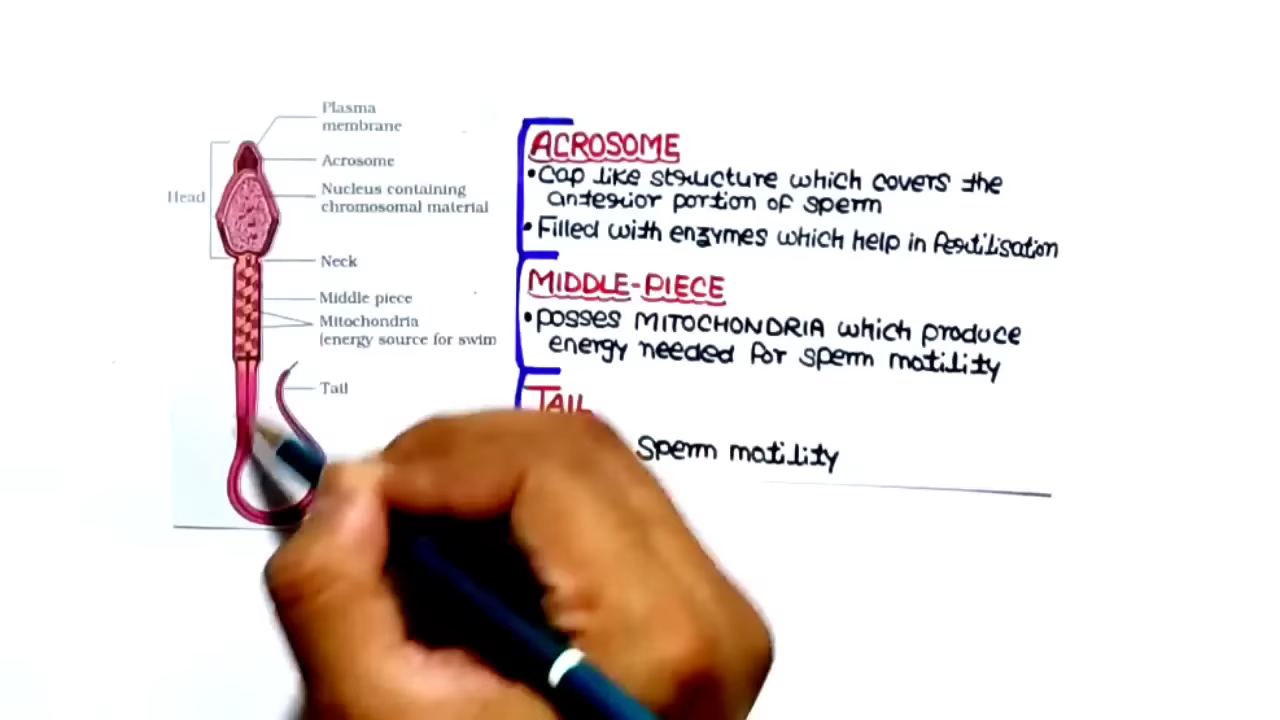 Plasma
membrane
Acrosome
Head
Nucleus containing
chromosomal material
Neck
Middle piece
Mitochondria
(energy source for swim
Tail
ACROSOME
• Cap like structure which covers the
anterior portion of sperm
• Filled with enzymes which help in fertilisation
MIDDLE-PIECE
• posses MITOCHONDRIA which produce
energy needed for sperm motility
TAIL
sperm motility